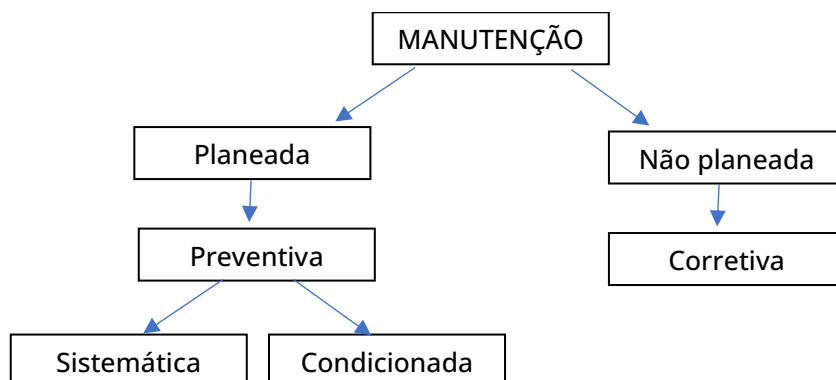 MANUTENÇÃO
Planeada
Não planeada
Preventiva
Corretiva
Sistemática
Condicionada